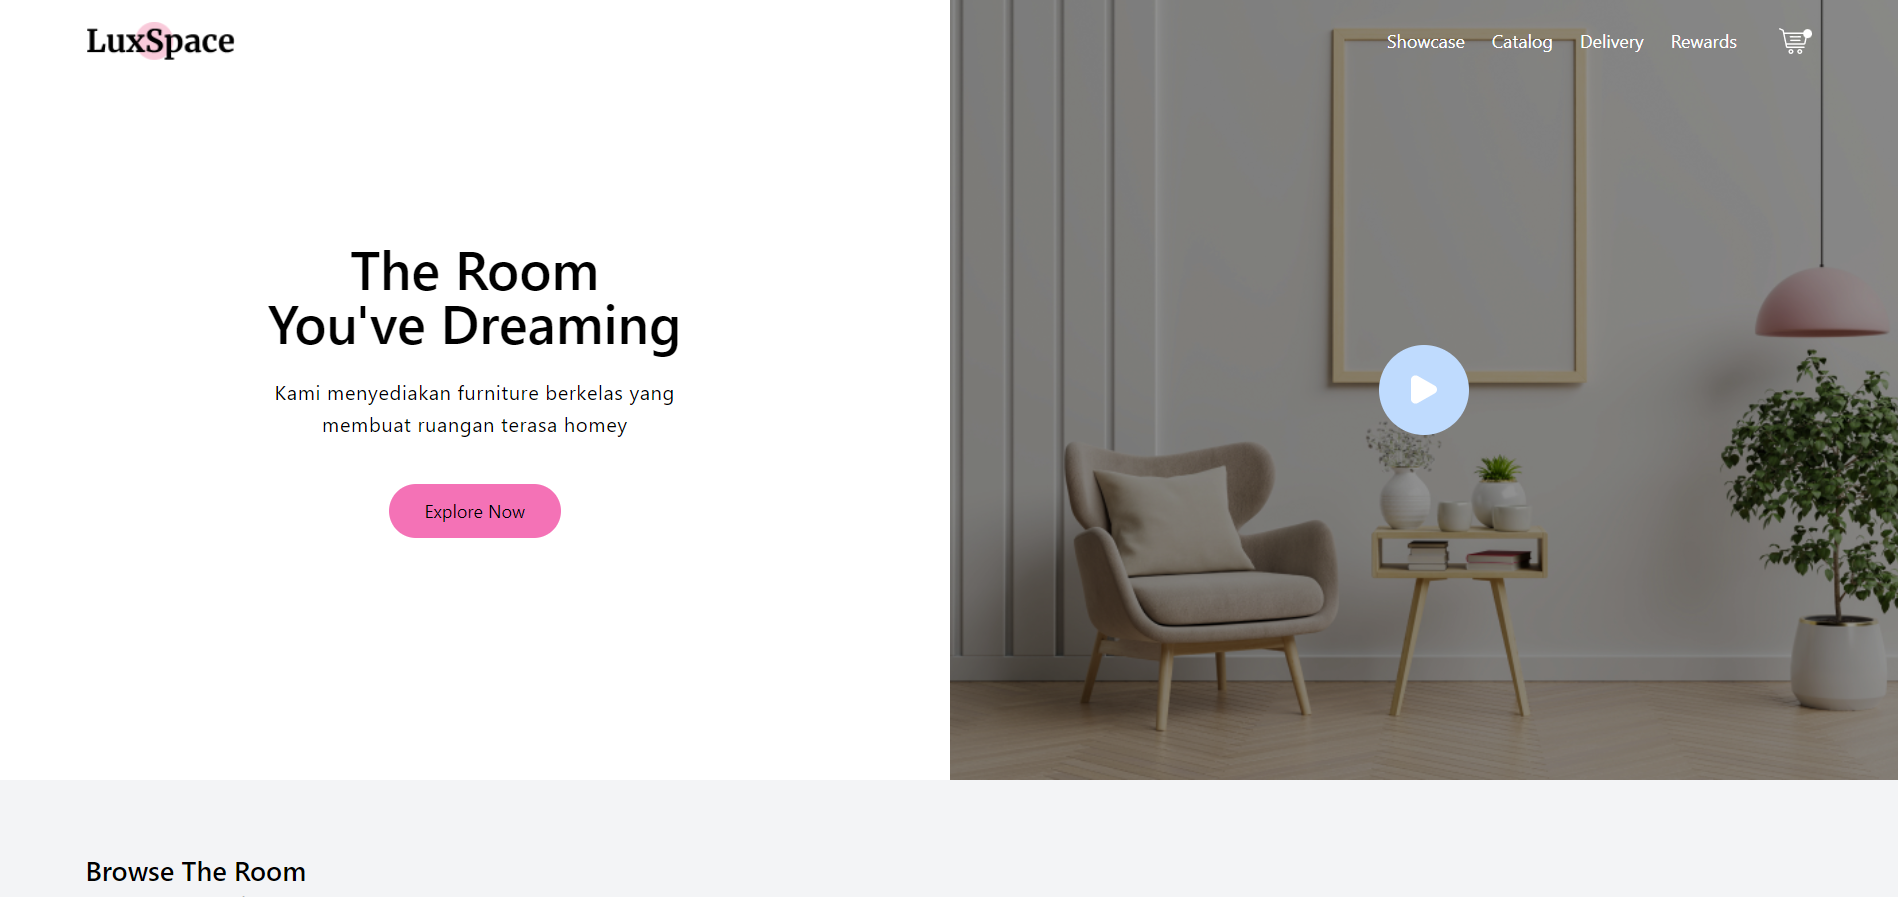 LuxSpace
Showcase Catalog Delivery Rewards
The Room
You've Dreaming
Kami menyediakan furniture berkelas yang
membuat ruangan terasa homey
Explore Now
Browse The Room